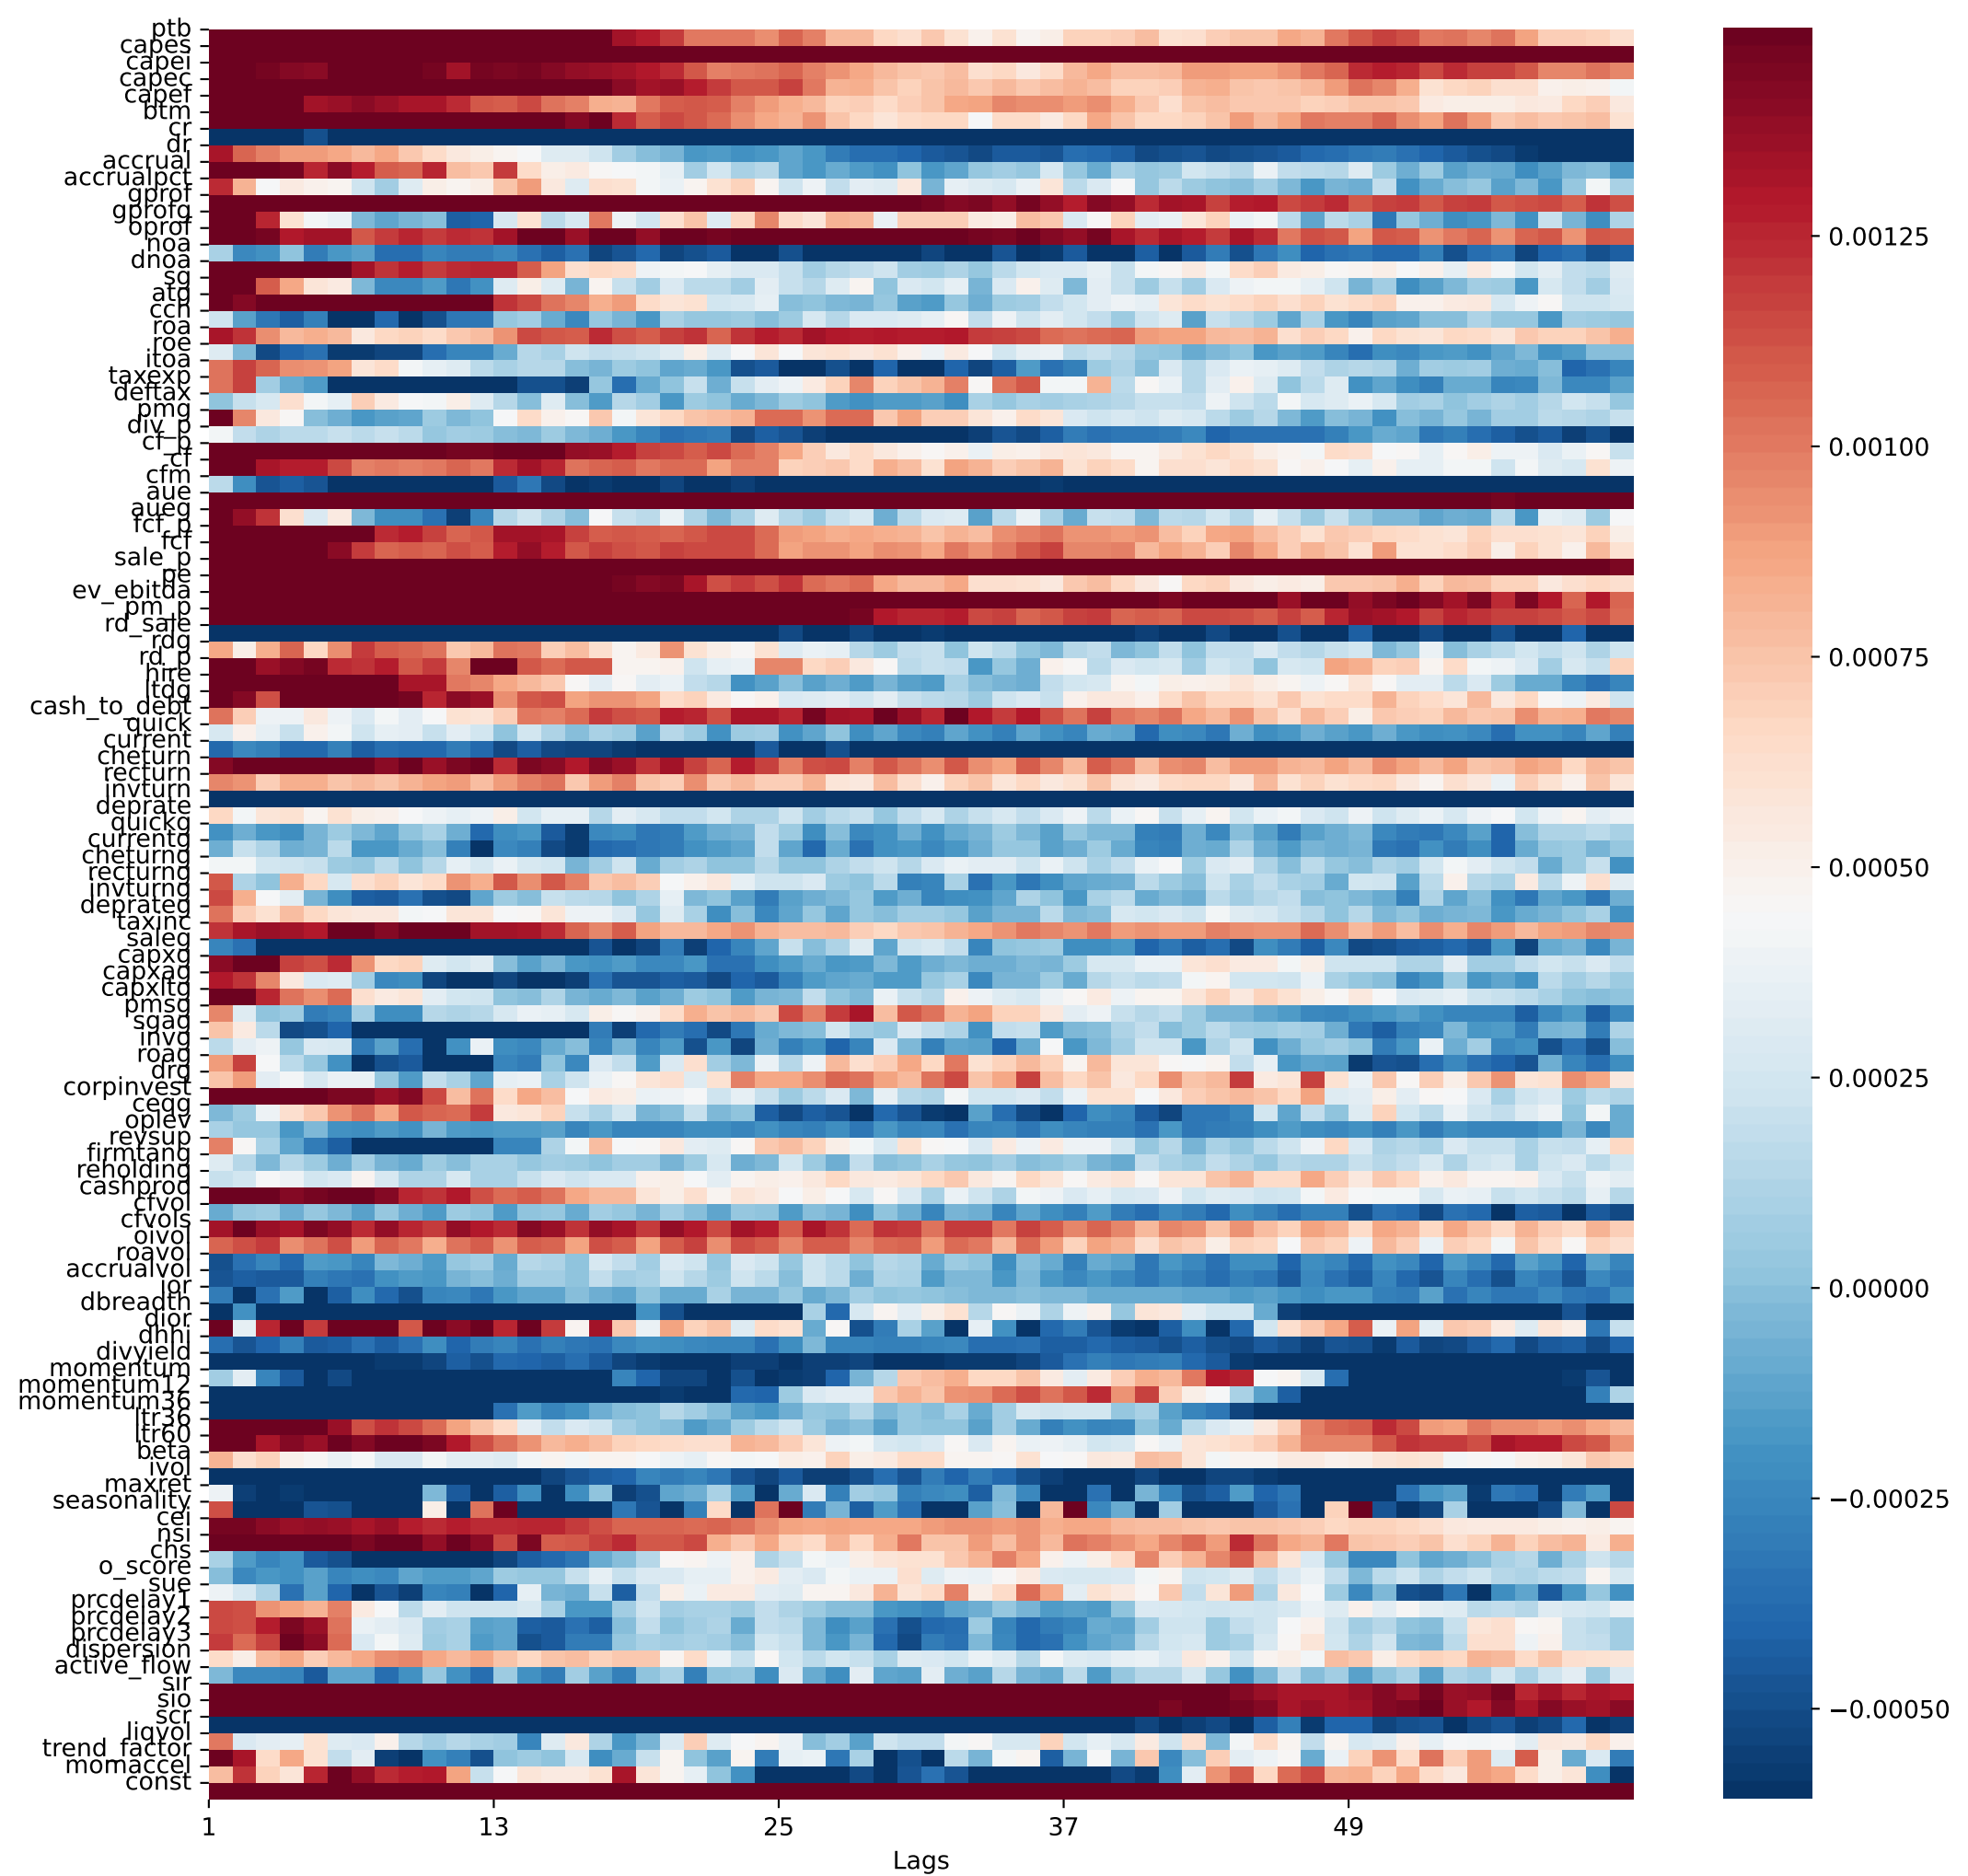 ptb
capes
capei
capec
capef
btm
cr
dr
accrual
accrualpct
gprof
gprofg
oprof
noa
dnoa
sg
atg
cch
roa
roe
itoa
taxexp
deftax
pmg
div_p
cf_p
cf
cfm
aue
aueg
fcf_p
fcf
sale_p
pe
ev_ebitda
pm_p
rd_sale
rdg
rd_p
hire
ltdg
cash_to_debt
quick
current
cheturn
recturn
invturn
deprate
quickg
currentg
cheturng
recturng
invturng
deprateg
taxinc
saleg
capxg
capxag
capxltg
pmsg
sgag
invg
roag
drg
corpinvest
ceqg
oplev
revsup
firmtang
reholding
cashprod
cfvol
cfvols
oivol
roavol
accrualvol
ior
dbreadth
dior
dhhi
divyield
momentum
momentum12
momentum36
ltr36
ltr60
beta
ivol
maxret
seasonality
cei
nsi
chs
o_score
sue
prcdelay1
prcdelay2
prcdelay3
dispersion
active_flow
sir
sio
scr
liqvol
trend_factor
momaccel
const
1 13 25 37 49
Lags
0.00125
0.00100
0.00075
0.00050
0.00025
0.00000
−0.00025
−0.00050